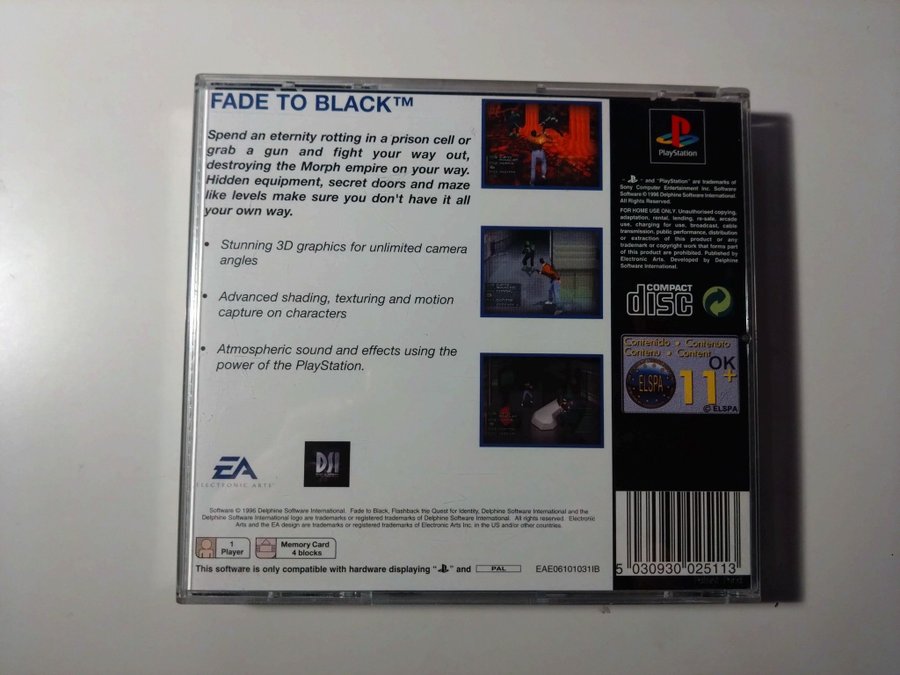 FADE TO BLACK™
Spend an eternity rotting in a prison cell or
grab a gun and fight your way out,
destroying the Morph empire on your way.
Hidden equipment, secret doors and maze
like levels make sure you don't have it all
your own way.
• Stunning 3D graphics for unlimited camera
angles
• Advanced shading, texturing and motion
capture on characters
• Atmospheric sound and effects using the
power of the PlayStation.
EA
ELECTRONIC ARTS
DSI
Software © 1996 Delphine Software International. Fade to Black, Flashback the Quest for Identity, Delphine Software International and the
Delphine Software International logo are trademarks or registered trademarks of Delphine Software International. All rights reserved. Electronic
Arts and the EA design are trademarks or registered trademarks of Electronic Arts Inc. in the US and/or other countries.
1
Player
Memory Card
4 blocks
This software is only compatible with hardware displaying " " and PAL EAE06101031IB
PlayStation
" " and "PlayStation" are trademarks of
Sony Computer Entertainment Inc. Software
Software © 1996 Delphine Software International.
All Rights Reserved.
FOR HOME USE ONLY. Unauthorised copying,
adaptation, rental, lending, re-sale, arcade
use, charging for use, broadcast, cable
transmission, public performance, distribution
or extraction of this product or any
trademark or copyright work that forms part
of this product are prohibited. Published by
Electronic Arts. Developed by Delphine
Software International.
COMPACT
disc
Contenido • Contenuto
Contenu • Content
OK
ELSPA
11+
© ELSPA
5 030930 025113